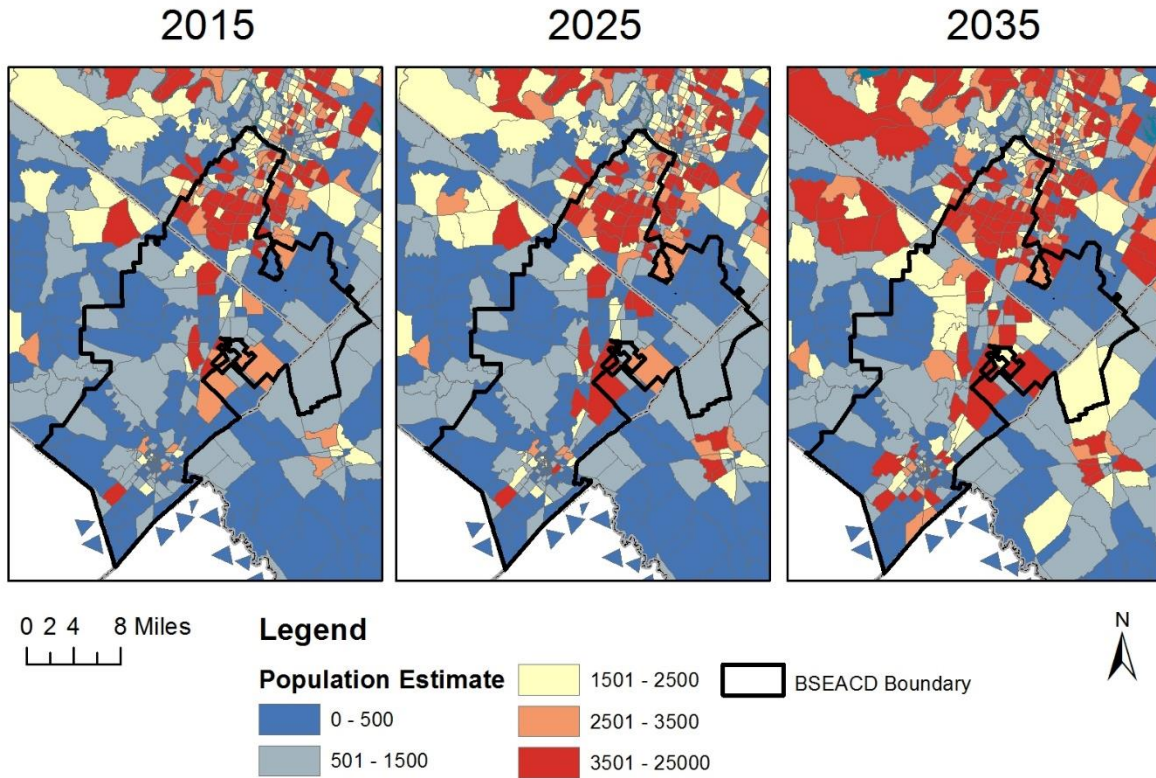 2015 2025 2035
0 2 4 8 Miles
Legend
Population Estimate
0 - 500
501 - 1500
1501 - 2500
2501 - 3500
3501 - 25000
BSEACD Boundary
N